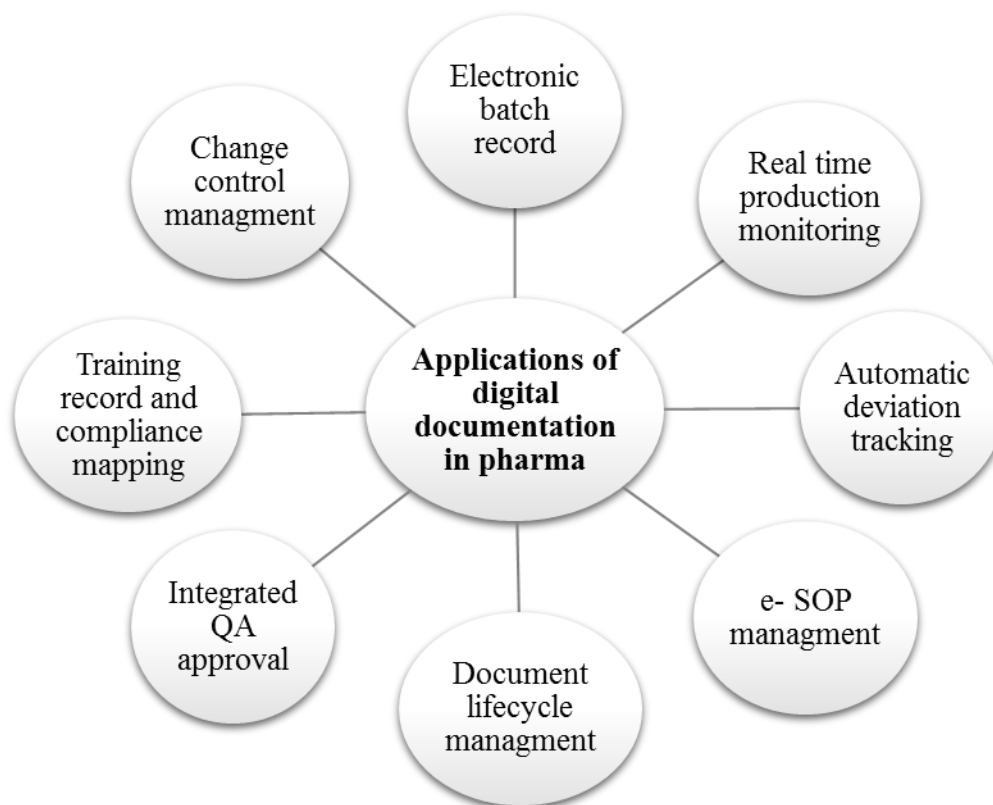 Electronic
batch
record
Real time
production
monitoring
Automatic
deviation
tracking
e- SOP
managment
Document
lifecycle
managment
Integrated
QA
approval
Training
record and
compliance
mapping
Change
control
managment
Applications of
digital
documentation
in pharma